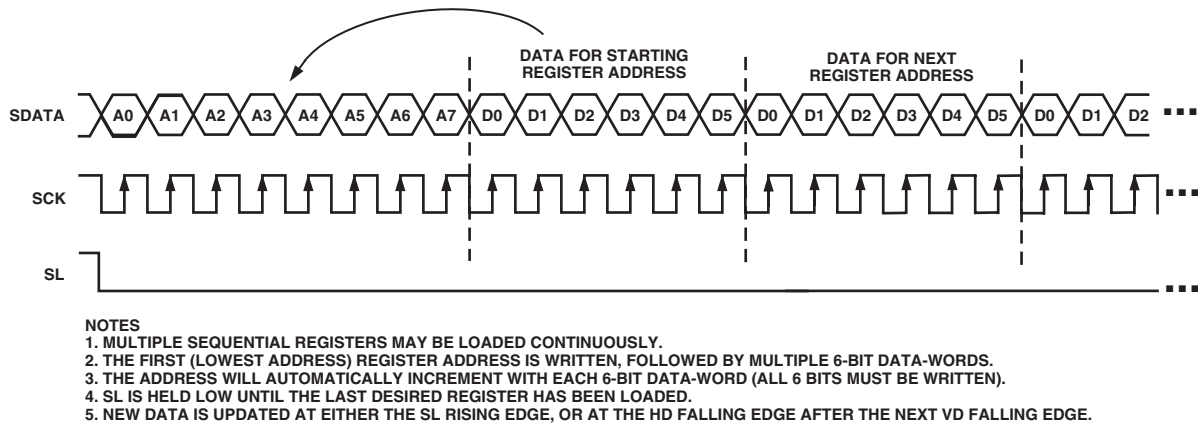 DATA FOR STARTING
REGISTER ADDRESS
DATA FOR NEXT
REGISTER ADDRESS
SDATA A0 A1 A2 A3 A4 A5 A6 A7 D0 D1 D2 D3 D4 D5 D0 D1 D2 D3 D4 D5 D0 D1 D2
SCK
SL
NOTES
1. MULTIPLE SEQUENTIAL REGISTERS MAY BE LOADED CONTINUOUSLY.
2. THE FIRST (LOWEST ADDRESS) REGISTER ADDRESS IS WRITTEN, FOLLOWED BY MULTIPLE 6-BIT DATA-WORDS.
3. THE ADDRESS WILL AUTOMATICALLY INCREMENT WITH EACH 6-BIT DATA-WORD (ALL 6 BITS MUST BE WRITTEN).
4. SL IS HELD LOW UNTIL THE LAST DESIRED REGISTER HAS BEEN LOADED.
5. NEW DATA IS UPDATED AT EITHER THE SL RISING EDGE, OR AT THE HD FALLING EDGE AFTER THE NEXT VD FALLING EDGE.